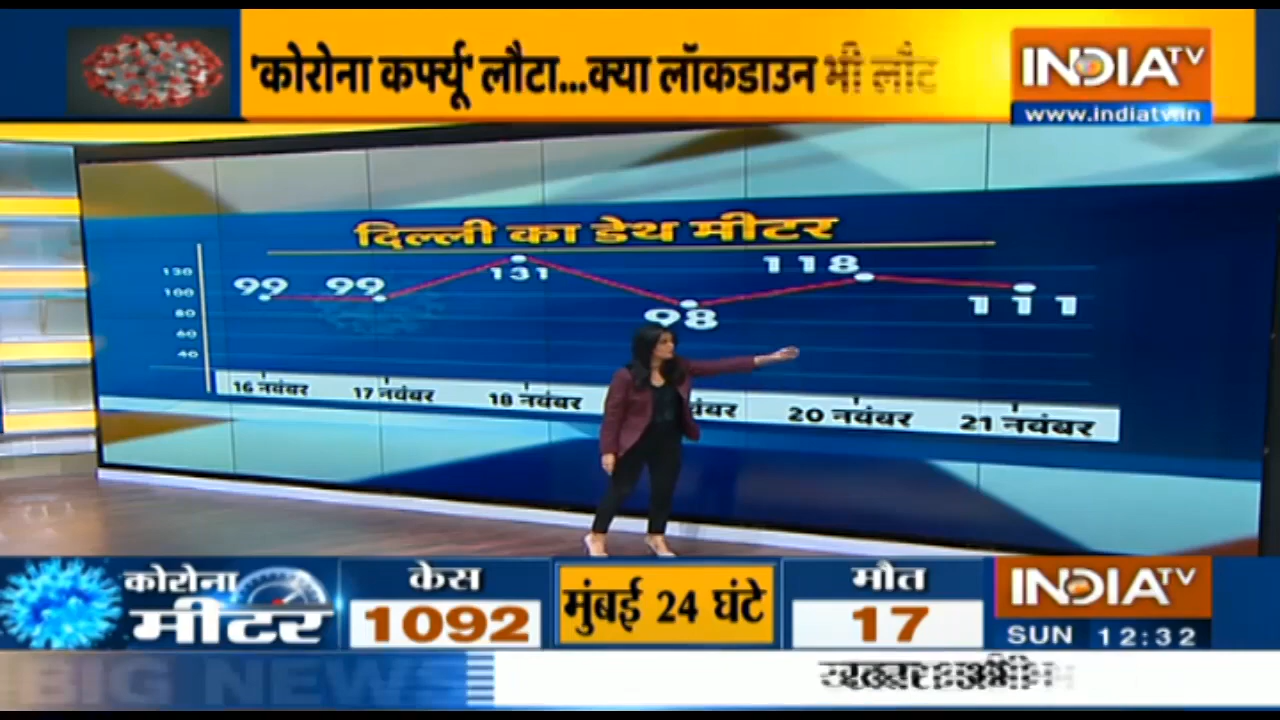 'कोरोना कर्फ्यू' लौटा...क्या लॉकडाउन भी लौट
INDIA TV
www.indiatv.in
दिल्ली का डेथ मीटर
130
100
80
60
40
99 99 131 98 118 111
16 नवंबर 17 नवंबर 18 नवंबर 20 नवंबर 21 नवंबर
कोरोना मीटर
केस 1092
मुंबई 24 घंटे
मौत 17
INDIA TV
SUN 12:32
BIG NEWS